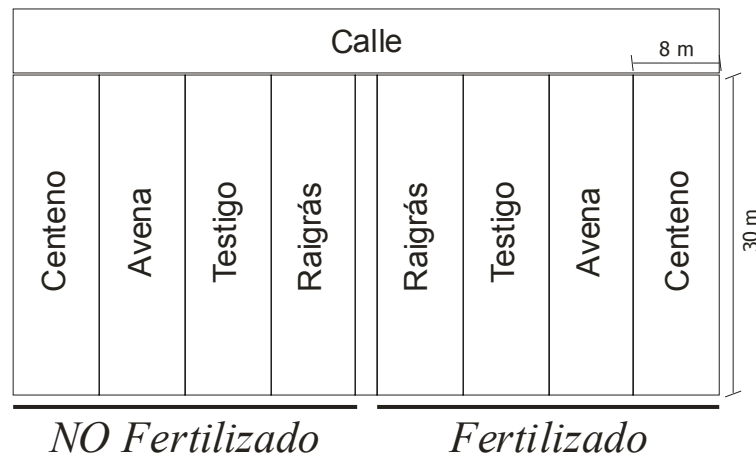 Calle
8 m
Centeno
Avena
Testigo
Raigrás
Raigrás
Testigo
Avena
Centeno
30 m
NO Fertilizado
Fertilizado